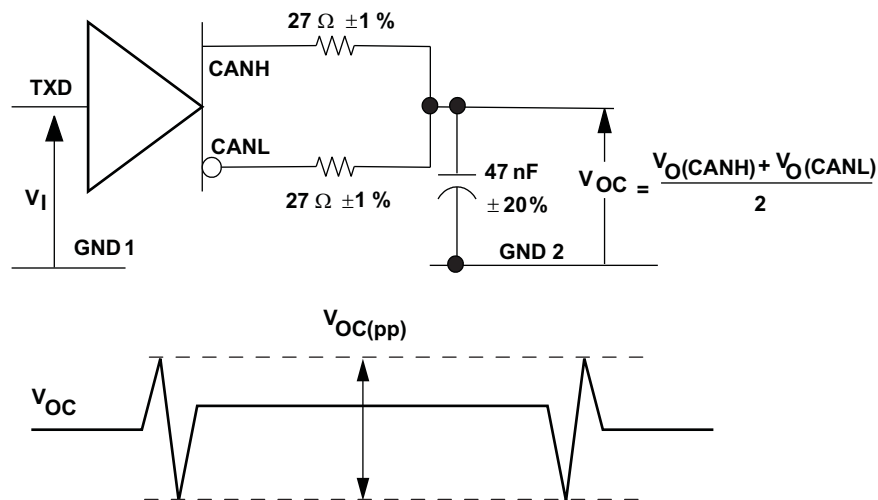 27 Ω ±1 %
CANH
TXD
CANL
V_I
27 Ω ±1 %
47 nF
±20%
V_OC = (V_O(CANH) + V_O(CANL)) / 2
GND 1
GND 2
V_OC(pp)
V_OC